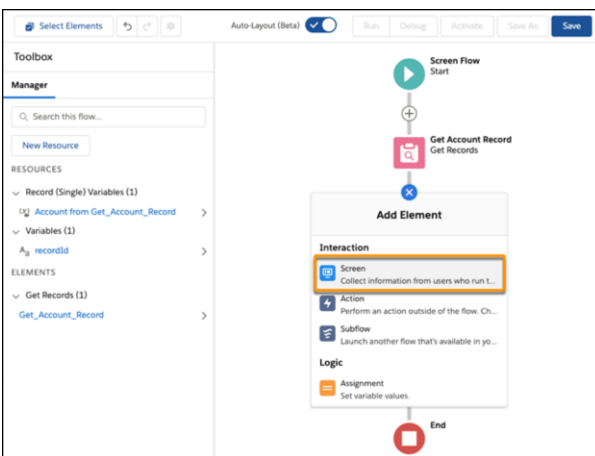 Select Elements
Auto-Layout (Beta)
Run
Debug
Activate
Save As
Save
Toolbox
Manager
Search this flow...
New Resource
RESOURCES
Record (Single) Variables (1)
Account from Get_Account_Record
Variables (1)
Aa recordId
ELEMENTS
Get Records (1)
Get_Account_Record
Screen Flow
Start
Get Account Record
Get Records
Add Element
Interaction
Screen
Collect information from users who run t...
Action
Perform an action outside of the flow. Ch...
Subflow
Launch another flow that's available in yo...
Logic
Assignment
Set variable values.
End